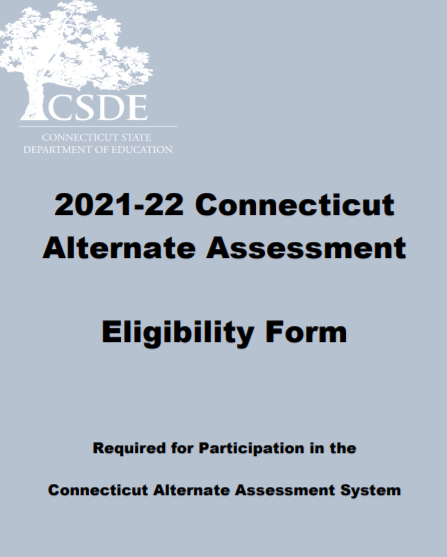 CSDE
CONNECTICUT STATE
DEPARTMENT OF EDUCATION
2021-22 Connecticut
Alternate Assessment
Eligibility Form
Required for Participation in the
Connecticut Alternate Assessment System